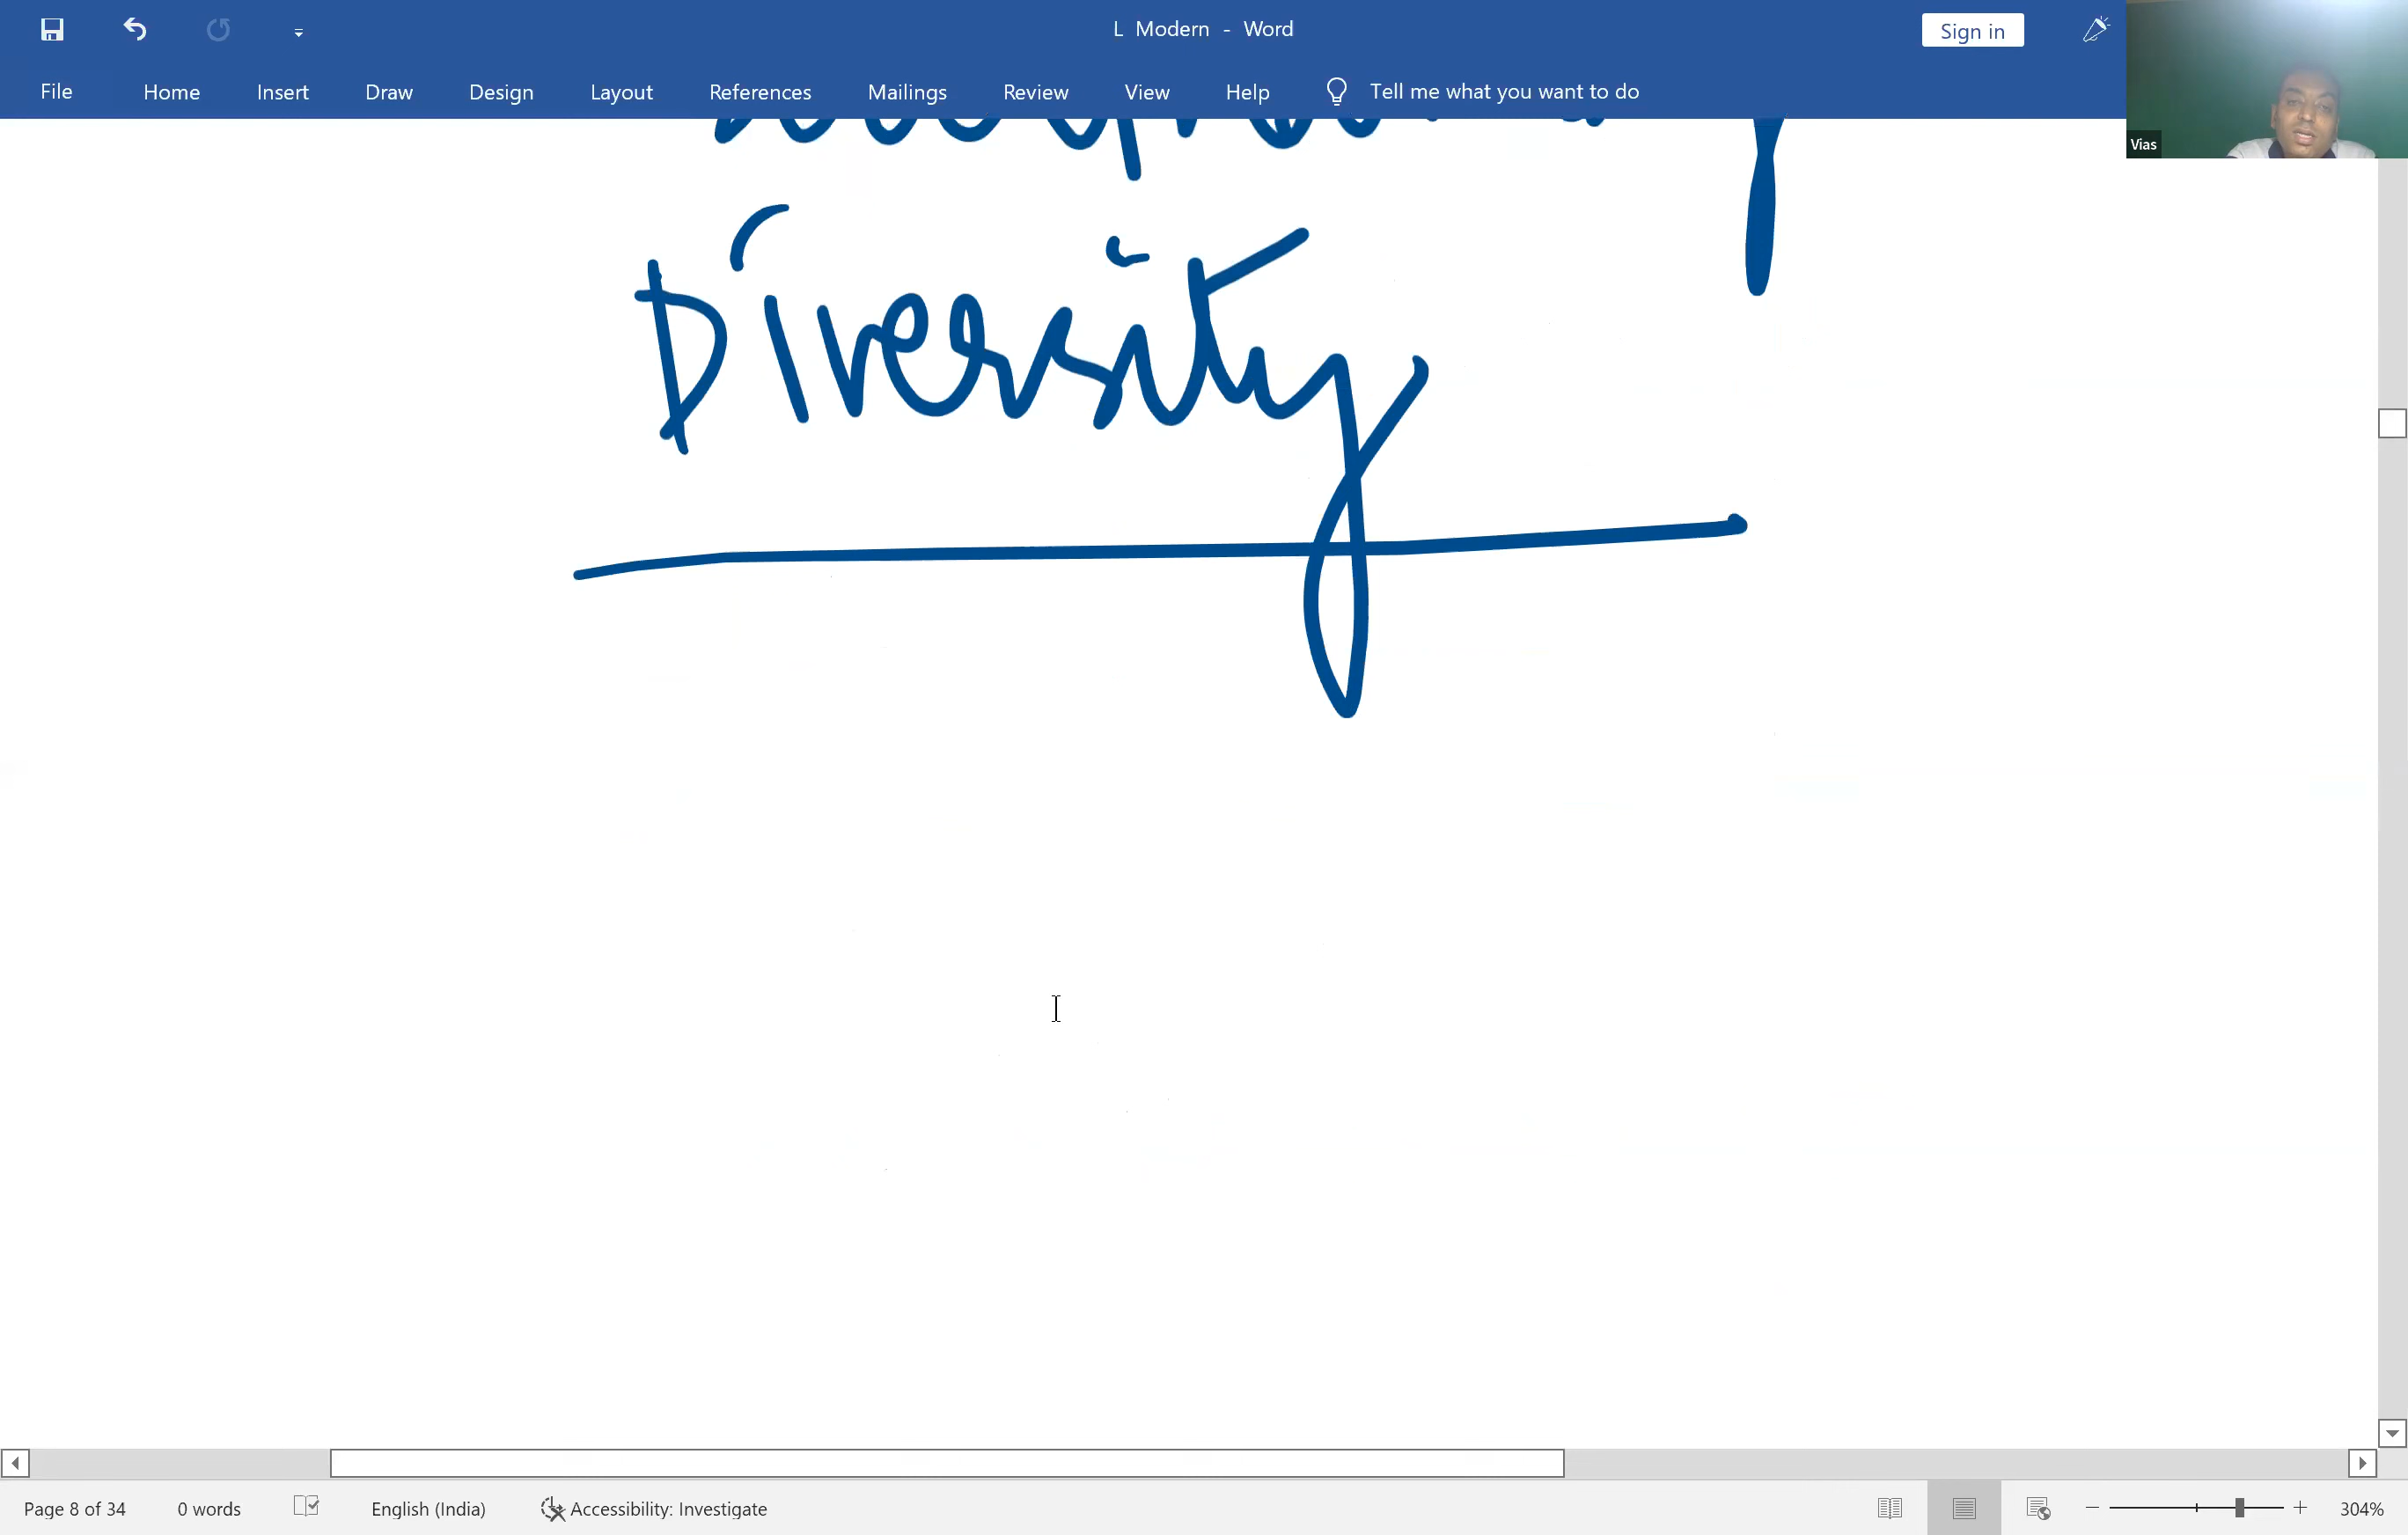 L Modern - Word
Sign in
File Home Insert Draw Design Layout References Mailings Review View Help Tell me what you want to do
Vias
Diversity
Page 8 of 34 0 words English (India) Accessibility: Investigate 304%